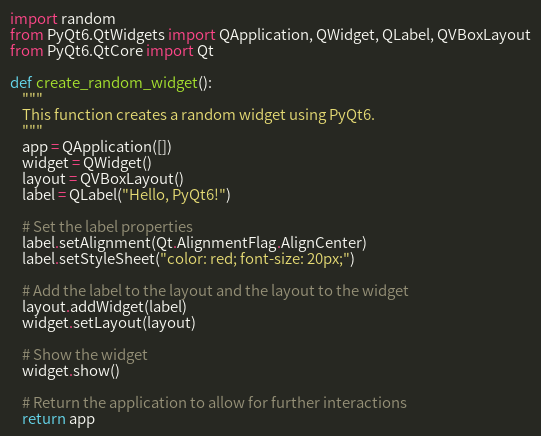 import random
from PyQt6.QtWidgets import QApplication, QWidget, QLabel, QVBoxLayout
from PyQt6.QtCore import Qt

def create_random_widget():
    """
    This function creates a random widget using PyQt6.
    """
    app = QApplication([])
    widget = QWidget()
    layout = QVBoxLayout()
    label = QLabel("Hello, PyQt6!")

    # Set the label properties
    label.setAlignment(Qt.AlignmentFlag.AlignCenter)
    label.setStyleSheet("color: red; font-size: 20px;")

    # Add the label to the layout and the layout to the widget
    layout.addWidget(label)
    widget.setLayout(layout)

    # Show the widget
    widget.show()

    # Return the application to allow for further interactions
    return app